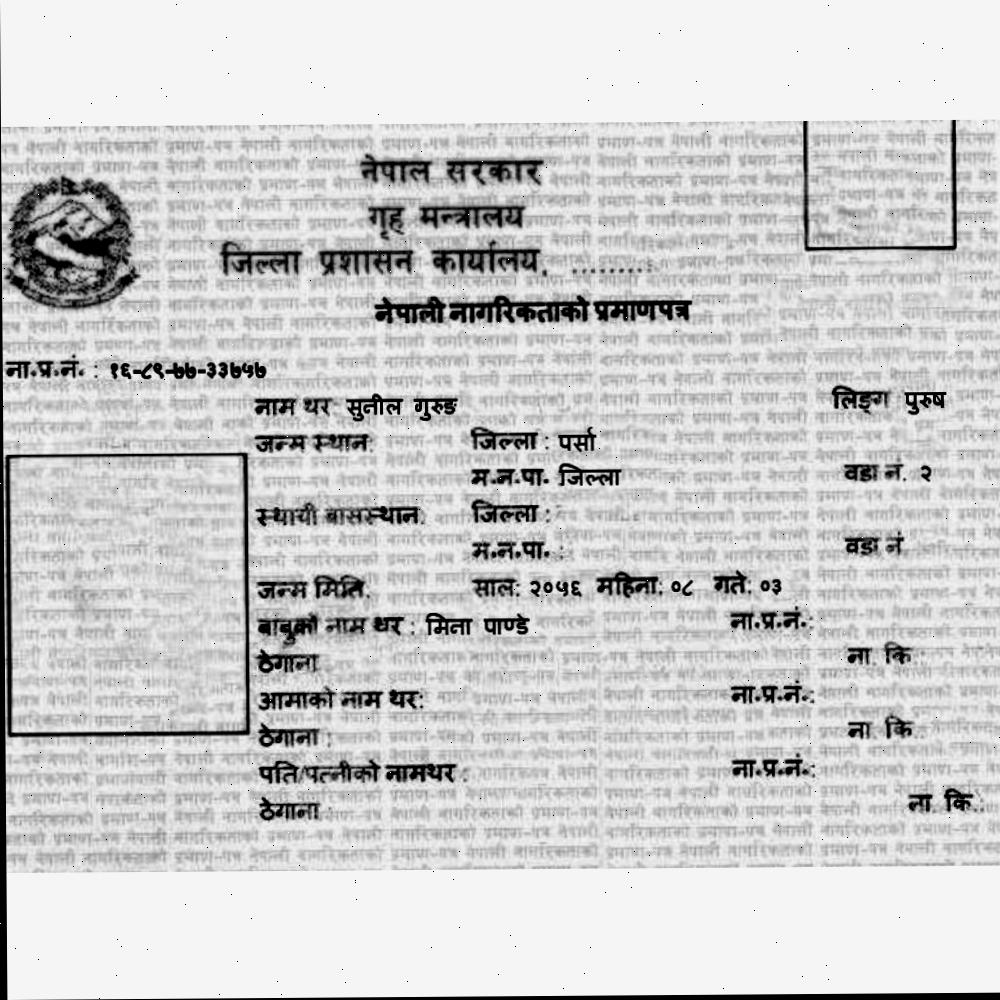 नेपाल सरकार
गृह मन्त्रालय
जिल्ला प्रशासन कार्यालय, .........
नेपाली नागरिकताको प्रमाणपत्र
ना.प्र.नं. : १६-८९-७७-३३७५७
नाम थर सुनील गुरुङ लिङ्ग पुरुष
जन्म स्थान: जिल्ला : पर्सा
म.न.पा. जिल्ला वडा नं. २
स्थायी बासस्थान: जिल्ला :
म.न.पा. : वडा नं
जन्म मिति: साल: २०५६ महिना: ०८ गते: ०३
बाबुको नाम थर : मिना पाण्डे ना.प्र.नं.:
ठेगाना ना. कि.:
आमाको नाम थर: ना.प्र.नं.:
ठेगाना : ना. कि.
पति/पत्नीको नामथर : ना.प्र.नं.:
ठेगाना : ना. कि.: